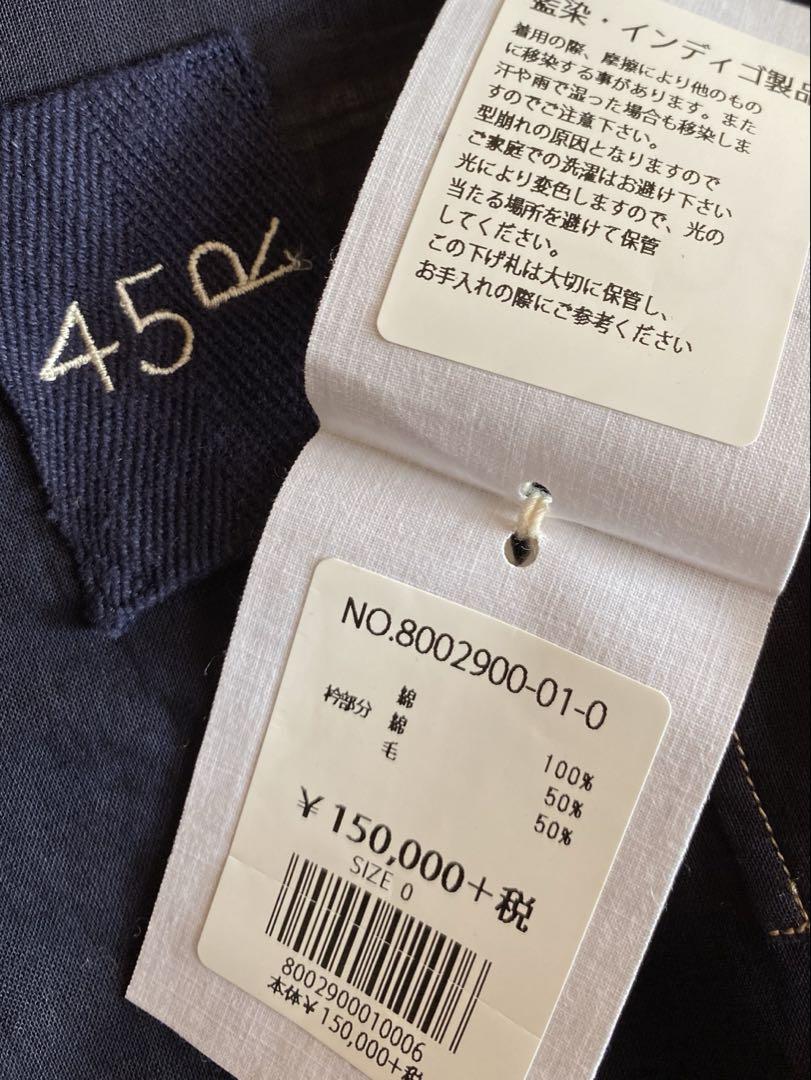 45R
藍染・インディゴ製品
着用の際、摩擦により他のもの
に移染する事があります。また
汗や雨で湿った場合も移染しま
すのでご注意下さい。
型崩れの原因となりますので
ご家庭での洗濯はお避け下さい
光により変色しますので、光の
当たる場所を避けて保管
してください。
この下げ札は大切に保管し、
お手入れの際にご参考ください
NO.8002900-01-0
綿 100%
衿部分 綿 50%
毛 50%
¥150,000+税
SIZE 0
8002900010006
本体¥150,000+税